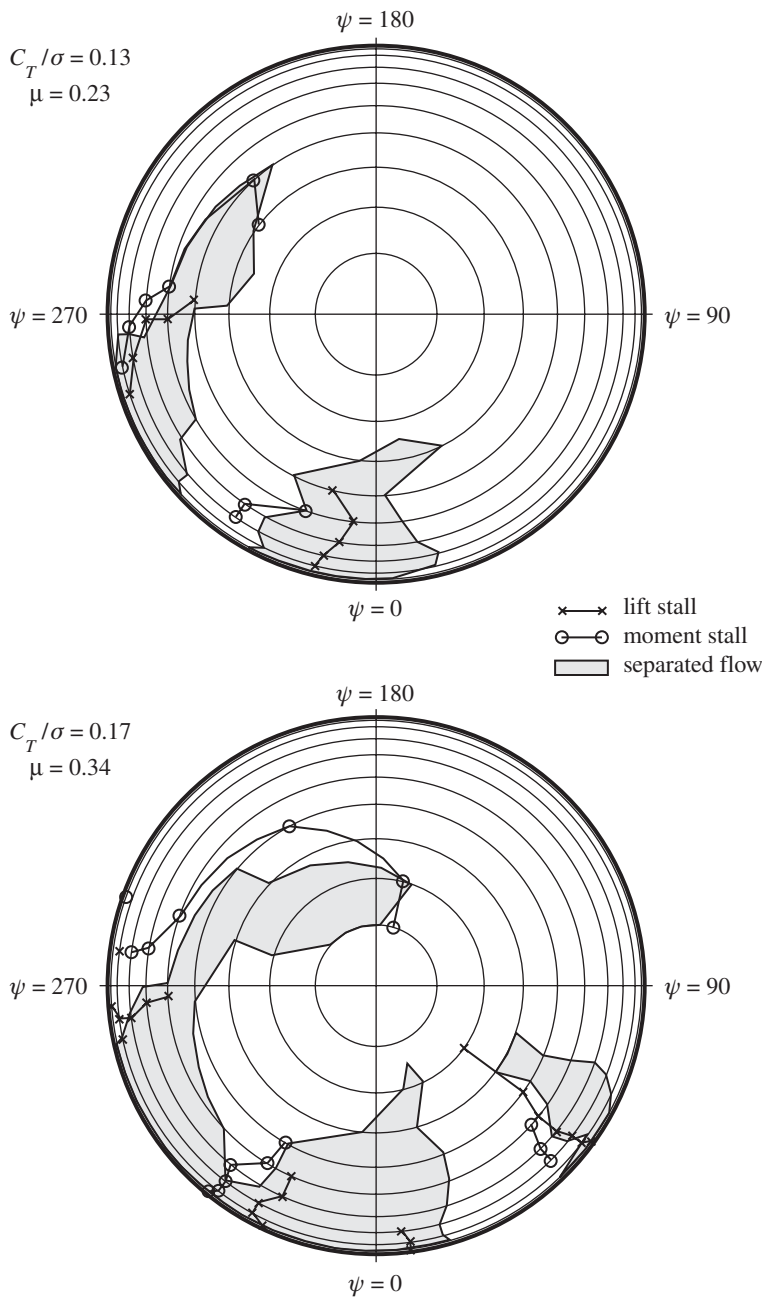 ψ = 180
C_T/σ = 0.13
μ = 0.23
ψ = 270
ψ = 90
ψ = 0
lift stall
moment stall
separated flow
ψ = 180
C_T/σ = 0.17
μ = 0.34
ψ = 270
ψ = 90
ψ = 0